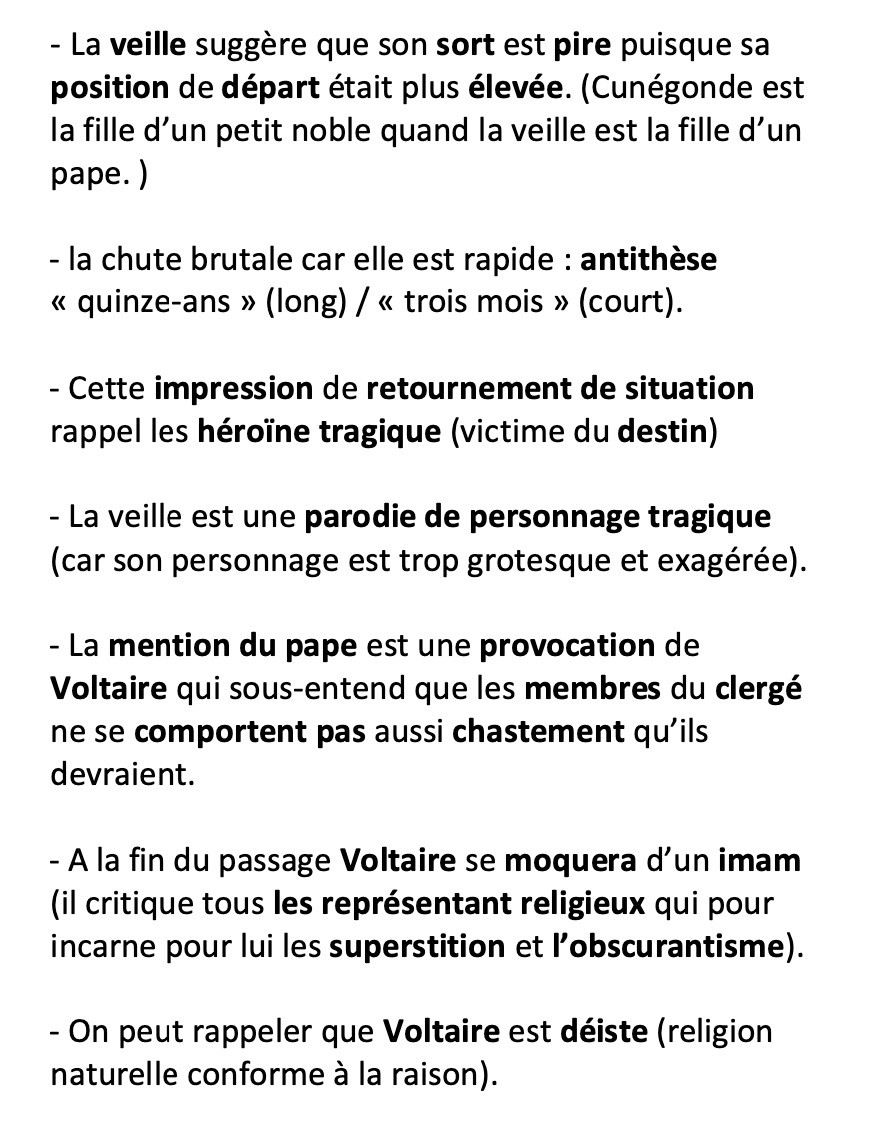 - La veille suggère que son sort est pire puisque sa
position de départ était plus élevée. (Cunégonde est
la fille d’un petit noble quand la veille est la fille d’un
pape. )
- la chute brutale car elle est rapide : antithèse
« quinze-ans » (long) / « trois mois » (court).
- Cette impression de retournement de situation
rappel les héroïne tragique (victime du destin)
- La veille est une parodie de personnage tragique
(car son personnage est trop grotesque et exagérée).
- La mention du pape est une provocation de
Voltaire qui sous-entend que les membres du clergé
ne se comportent pas aussi chastement qu’ils
devraient.
- A la fin du passage Voltaire se moquera d’un imam
(il critique tous les représentant religieux qui pour
incarne pour lui les superstition et l’obscurantisme).
- On peut rappeler que Voltaire est déiste (religion
naturelle conforme à la raison).